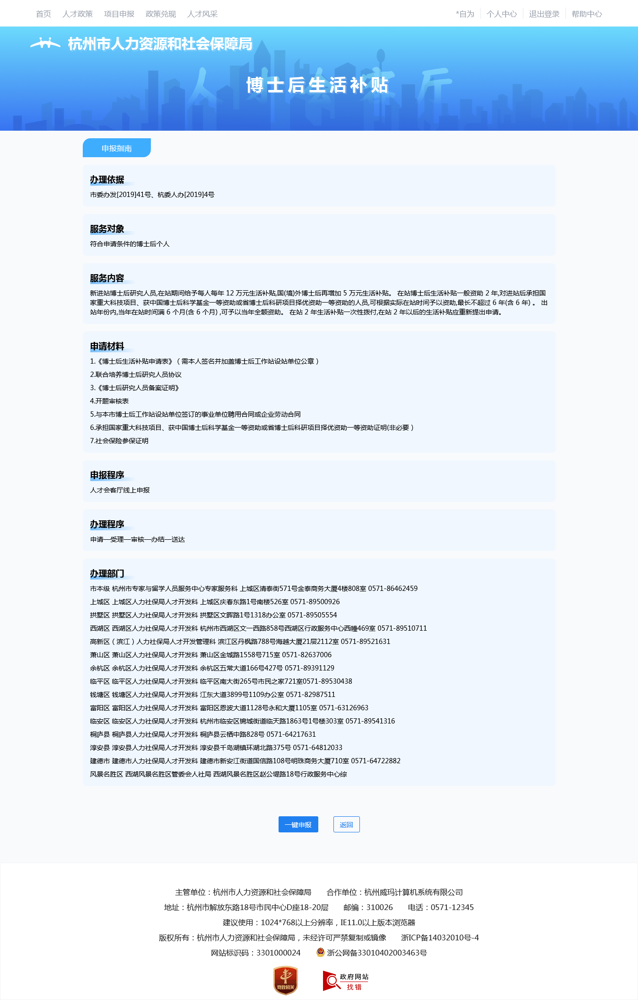 首页 人才政策 项目申报 政策兑现 人才风采 *自为 个人中心 退出登录 帮助中心
杭州市人力资源和社会保障局
人才会客厅
博士后生活补贴
申报指南
办理依据
市委办发[2019]41号、杭委人办[2019]4号
服务对象
符合申请条件的博士后个人
服务内容
新进站博士后研究人员,在站期间给予每人每年 12 万元生活补贴,国(境)外博士后再增加 5 万元生活补贴。 在站博士后生活补贴一般资助 2 年,对进站后承担国
家重大科技项目、获中国博士后科学基金一等资助或省博士后科研项目择优资助一等资助的人员,可根据实际在站时间予以资助,最长不超过 6 年(含 6 年) 。 出
站年份内,当年在站时间满 6 个月(含 6 个月) ,可予以当年全额资助。 在站 2 年生活补贴一次性拨付,在站 2 年以后的生活补贴应重新提出申请。
申请材料
1.《博士后生活补贴申请表》（需本人签名并加盖博士后工作站设站单位公章）
2.联合培养博士后研究人员协议
3.《博士后研究人员备案证明》
4.开题审核表
5.与本市博士后工作站设站单位签订的事业单位聘用合同或企业劳动合同
6.承担国家重大科技项目、获中国博士后科学基金一等资助或省博士后科研项目择优资助一等资助证明(非必要）
7.社会保险参保证明
申报程序
人才会客厅线上申报
办理程序
申请—受理—审核—办结—送达
办理部门
市本级 杭州市专家与留学人员服务中心专家服务科 上城区清泰街571号金泰商务大厦4楼808室 0571-86462459
上城区 上城区人力社保局人才开发科 上城区庆春东路1号南楼526室 0571-89500926
拱墅区 拱墅区人力社保局人才开发科 拱墅区文晖路1号1318办公室 0571-89505554
西湖区 西湖区人力社保局人才开发科 杭州市西湖区文一西路858号西湖区行政服务中心西幢469室 0571-89510711
高新区（滨江）人力社保局人才开发管理科 滨江区丹枫路788号海越大厦21层2112室 0571-89521631
萧山区 萧山区人力社保局人才开发科 萧山区金城路1558号715室 0571-82637006
余杭区 余杭区人力社保局人才开发科 余杭区五常大道166号427号 0571-89391129
临平区 临平区人力社保局人才开发科 临平区南大街265号市民之家721室0571-89530438
钱塘区 钱塘区人力社保局人才开发科 江东大道3899号1109办公室 0571-82987511
富阳区 富阳区人力社保局人才开发科 富阳区恩波大道1128号永和大厦1105室 0571-63126963
临安区 临安区人力社保局人才开发科 杭州市临安区锦城街道临天路1863号1号楼303室 0571-89541316
桐庐县 桐庐县人力社保局人才开发科 桐庐县云栖中路828号 0571-64217631
淳安县 淳安县人力社保局人才开发科 淳安县千岛湖镇环湖北路375号 0571-64812033
建德市 建德市人力社保局人才开发科 建德市新安江街道国信路108号明珠商务大厦710室 0571-64722882
风景名胜区 西湖风景名胜区管委会人社局 西湖风景名胜区赵公堤路18号行政服务中心综
一键申报 返回
主管单位：杭州市人力资源和社会保障局 合作单位：杭州威玛计算机系统有限公司
地址：杭州市解放东路18号市民中心D座18-20层 邮编：310026 电话：0571-12345
建议使用：1024*768以上分辨率，IE11.0以上版本浏览器
版权所有：杭州市人力资源和社会保障局，未经许可严禁复制或镜像 浙ICP备14032010号-4
网站标识码：3301000024 浙公网备33010402003463号
党政机关
政府网站
找错